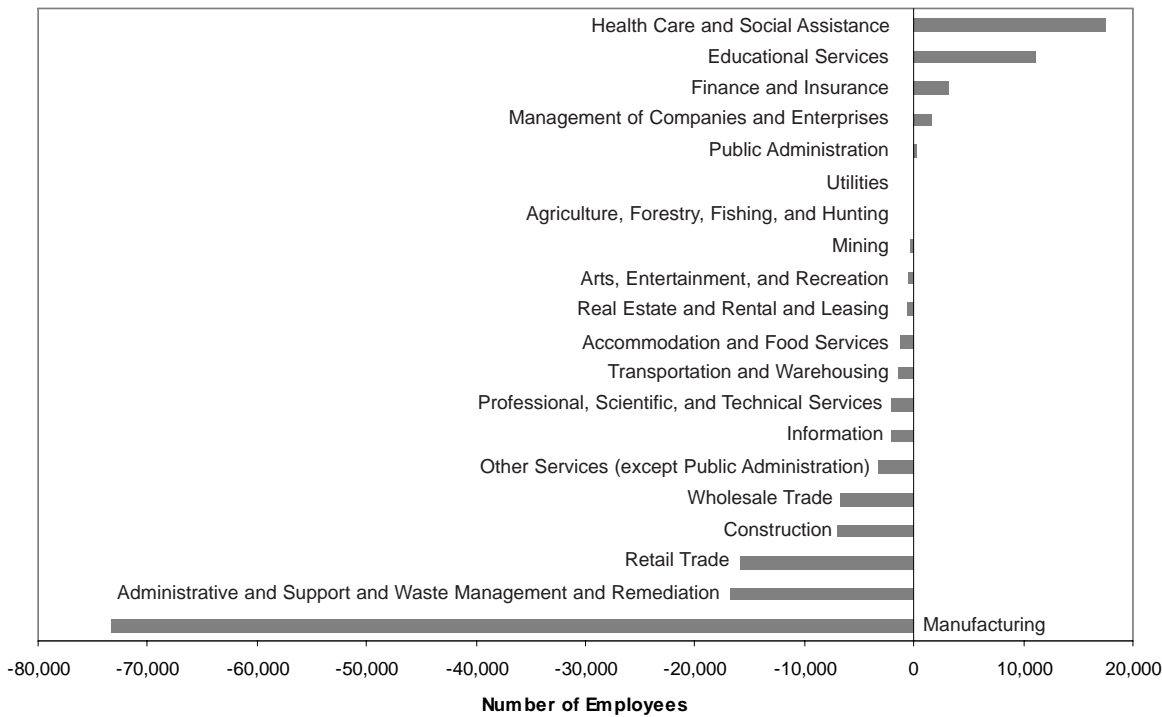 Health Care and Social Assistance
Educational Services
Finance and Insurance
Management of Companies and Enterprises
Public Administration
Utilities
Agriculture, Forestry, Fishing, and Hunting
Mining
Arts, Entertainment, and Recreation
Real Estate and Rental and Leasing
Accommodation and Food Services
Transportation and Warehousing
Professional, Scientific, and Technical Services
Information
Other Services (except Public Administration)
Wholesale Trade
Construction
Retail Trade
Administrative and Support and Waste Management and Remediation
Manufacturing
-80,000 -70,000 -60,000 -50,000 -40,000 -30,000 -20,000 -10,000 0 10,000 20,000
Number of Employees